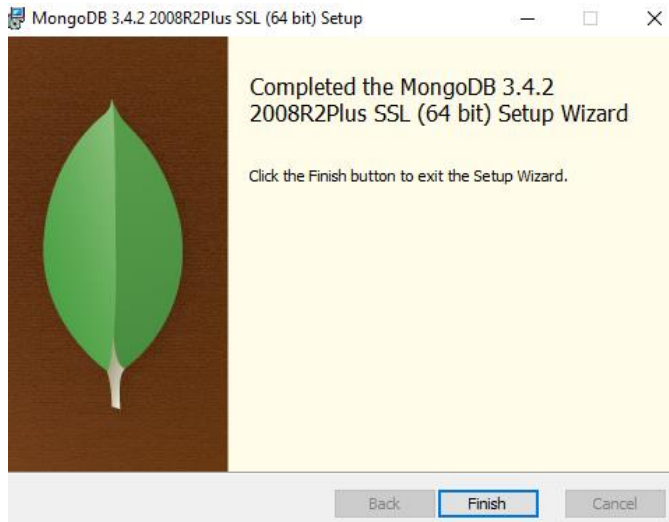 MongoDB 3.4.2 2008R2Plus SSL (64 bit) Setup
Completed the MongoDB 3.4.2
2008R2Plus SSL (64 bit) Setup Wizard
Click the Finish button to exit the Setup Wizard.
Back Finish Cancel